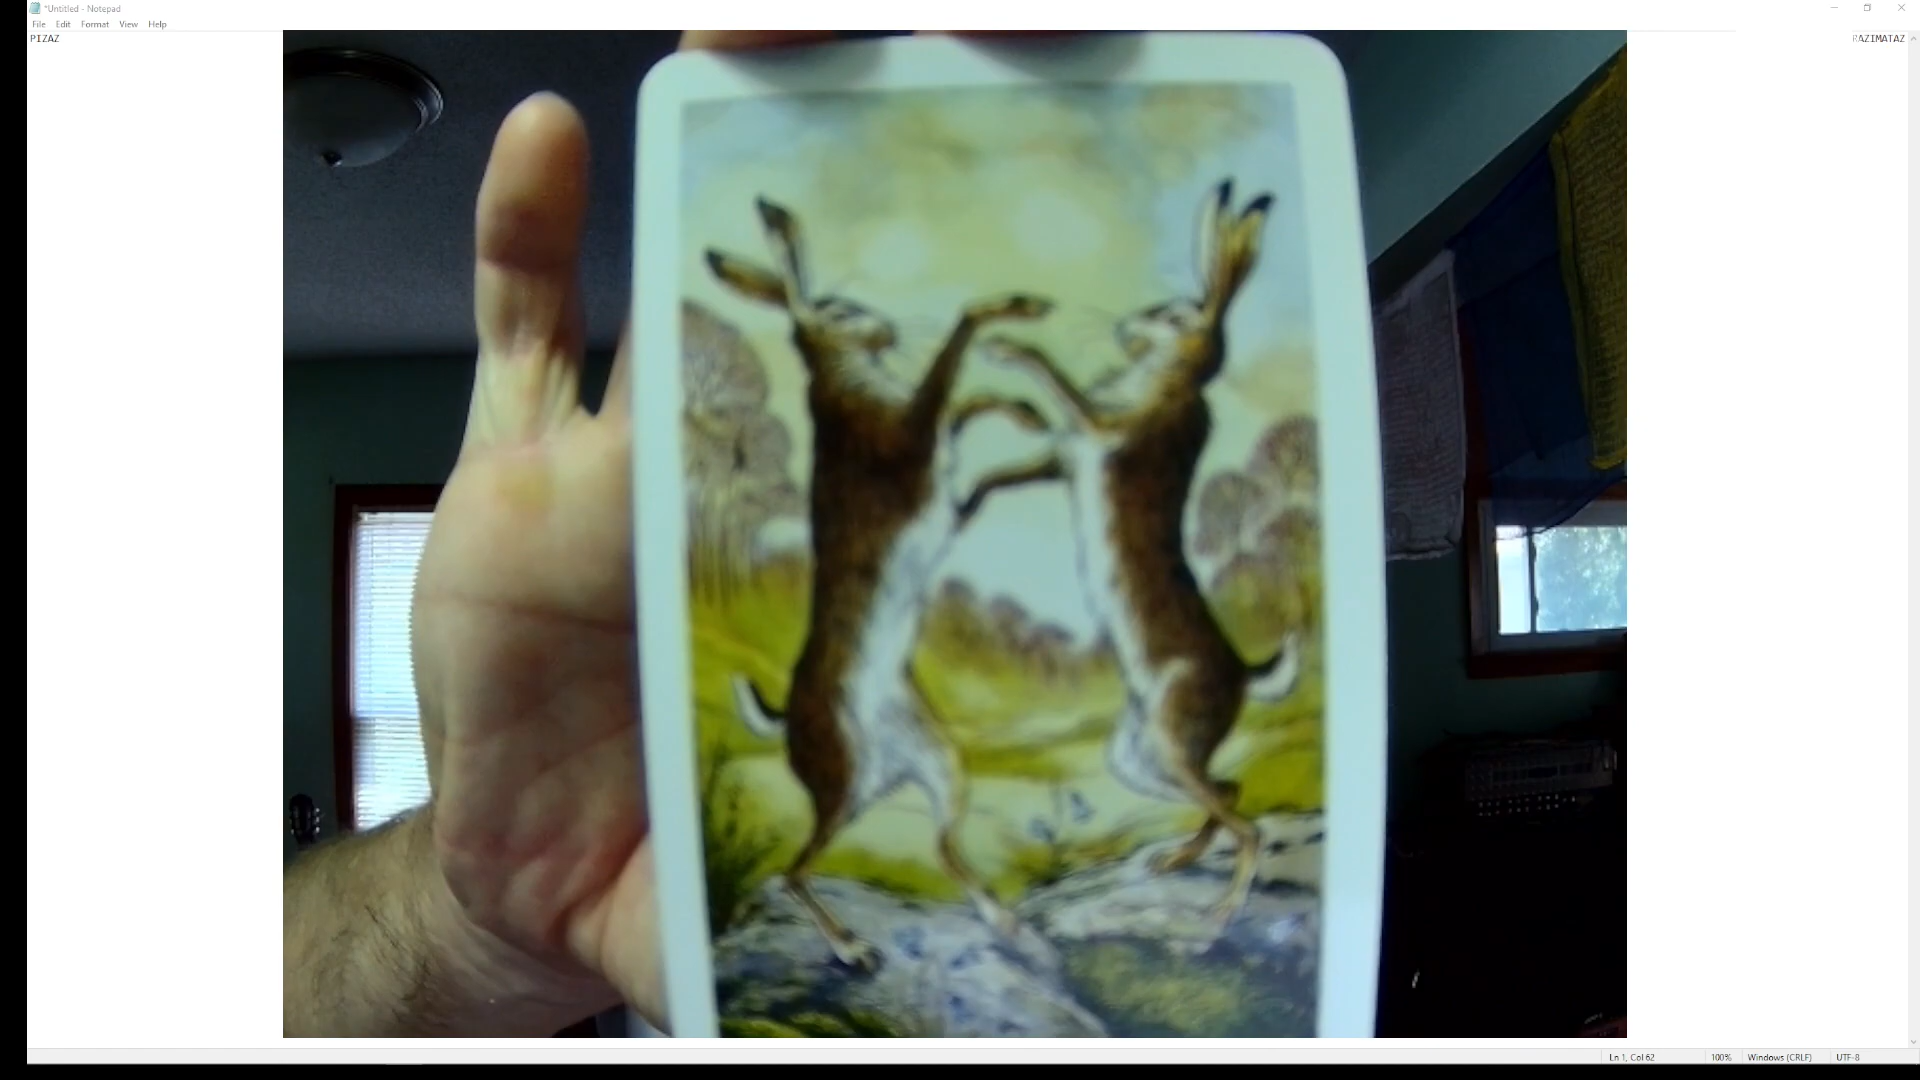 *Untitled - Notepad
File Edit Format View Help
PIZAZ RAZIMATAZ
Ln 1, Col 62 100% Windows (CRLF) UTF-8